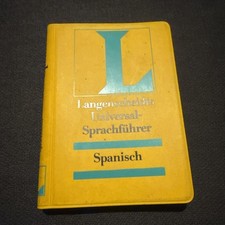 L
Langenscheidts
Universal-
Sprachführer
Spanisch